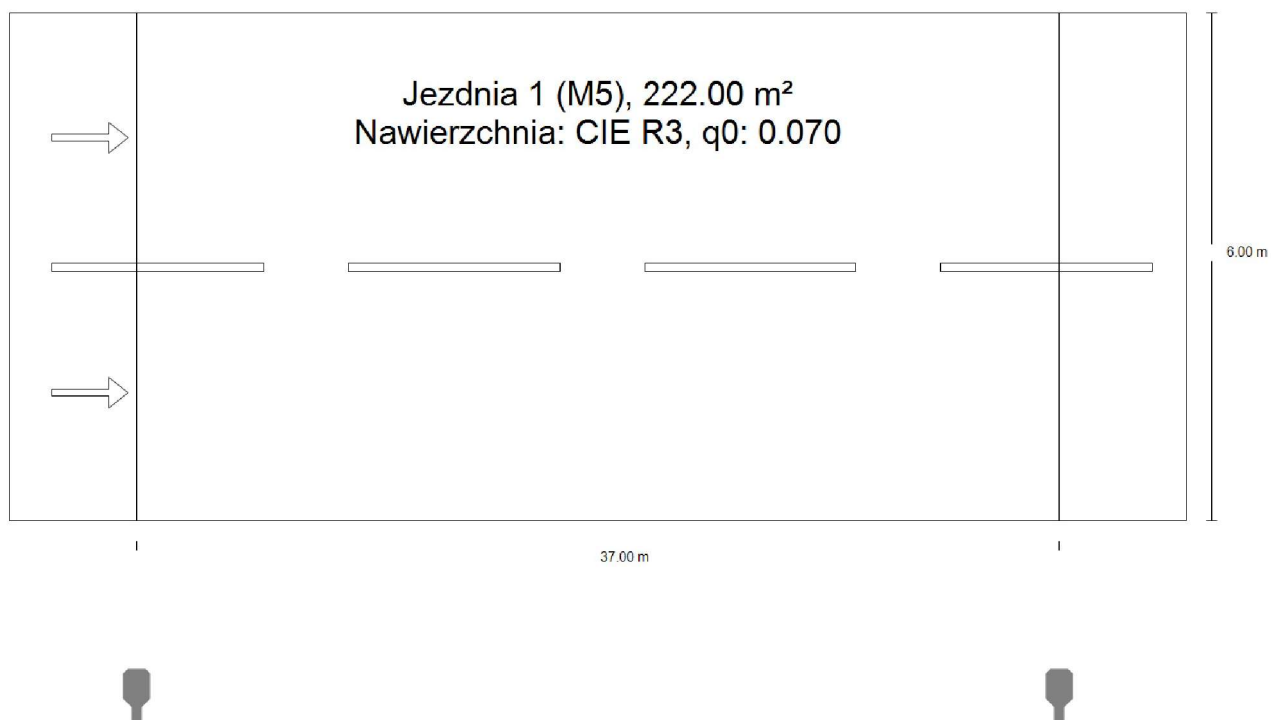 Jezdnia 1 (M5), 222.00 m²
Nawierzchnia: CIE R3, q0: 0.070
6.00 m
37.00 m